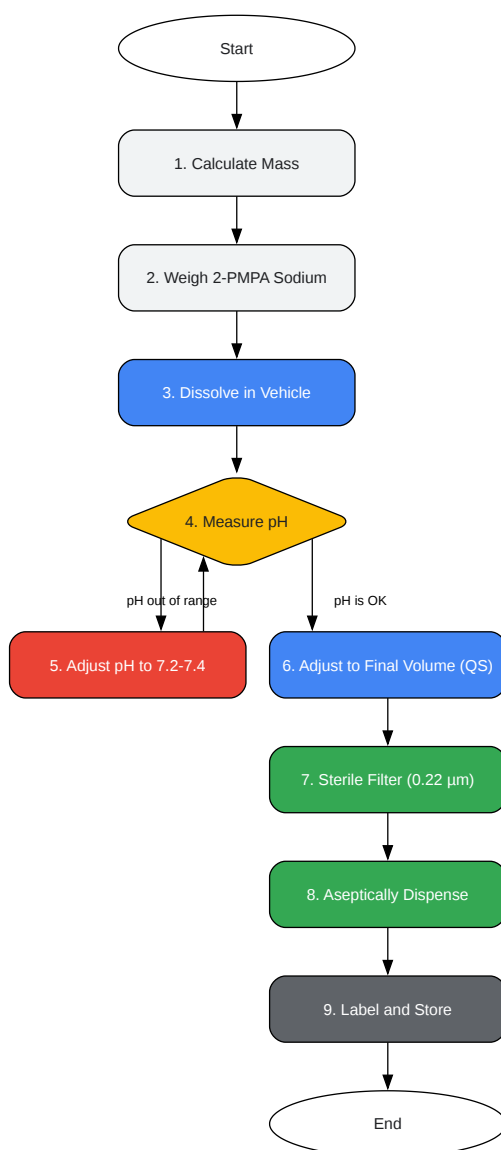 Start
1. Calculate Mass
2. Weigh 2-PMPA Sodium
3. Dissolve in Vehicle
4. Measure pH
pH out of range
pH is OK
5. Adjust pH to 7.2-7.4
6. Adjust to Final Volume (QS)
7. Sterile Filter (0.22 µm)
8. Aseptically Dispense
9. Label and Store
End